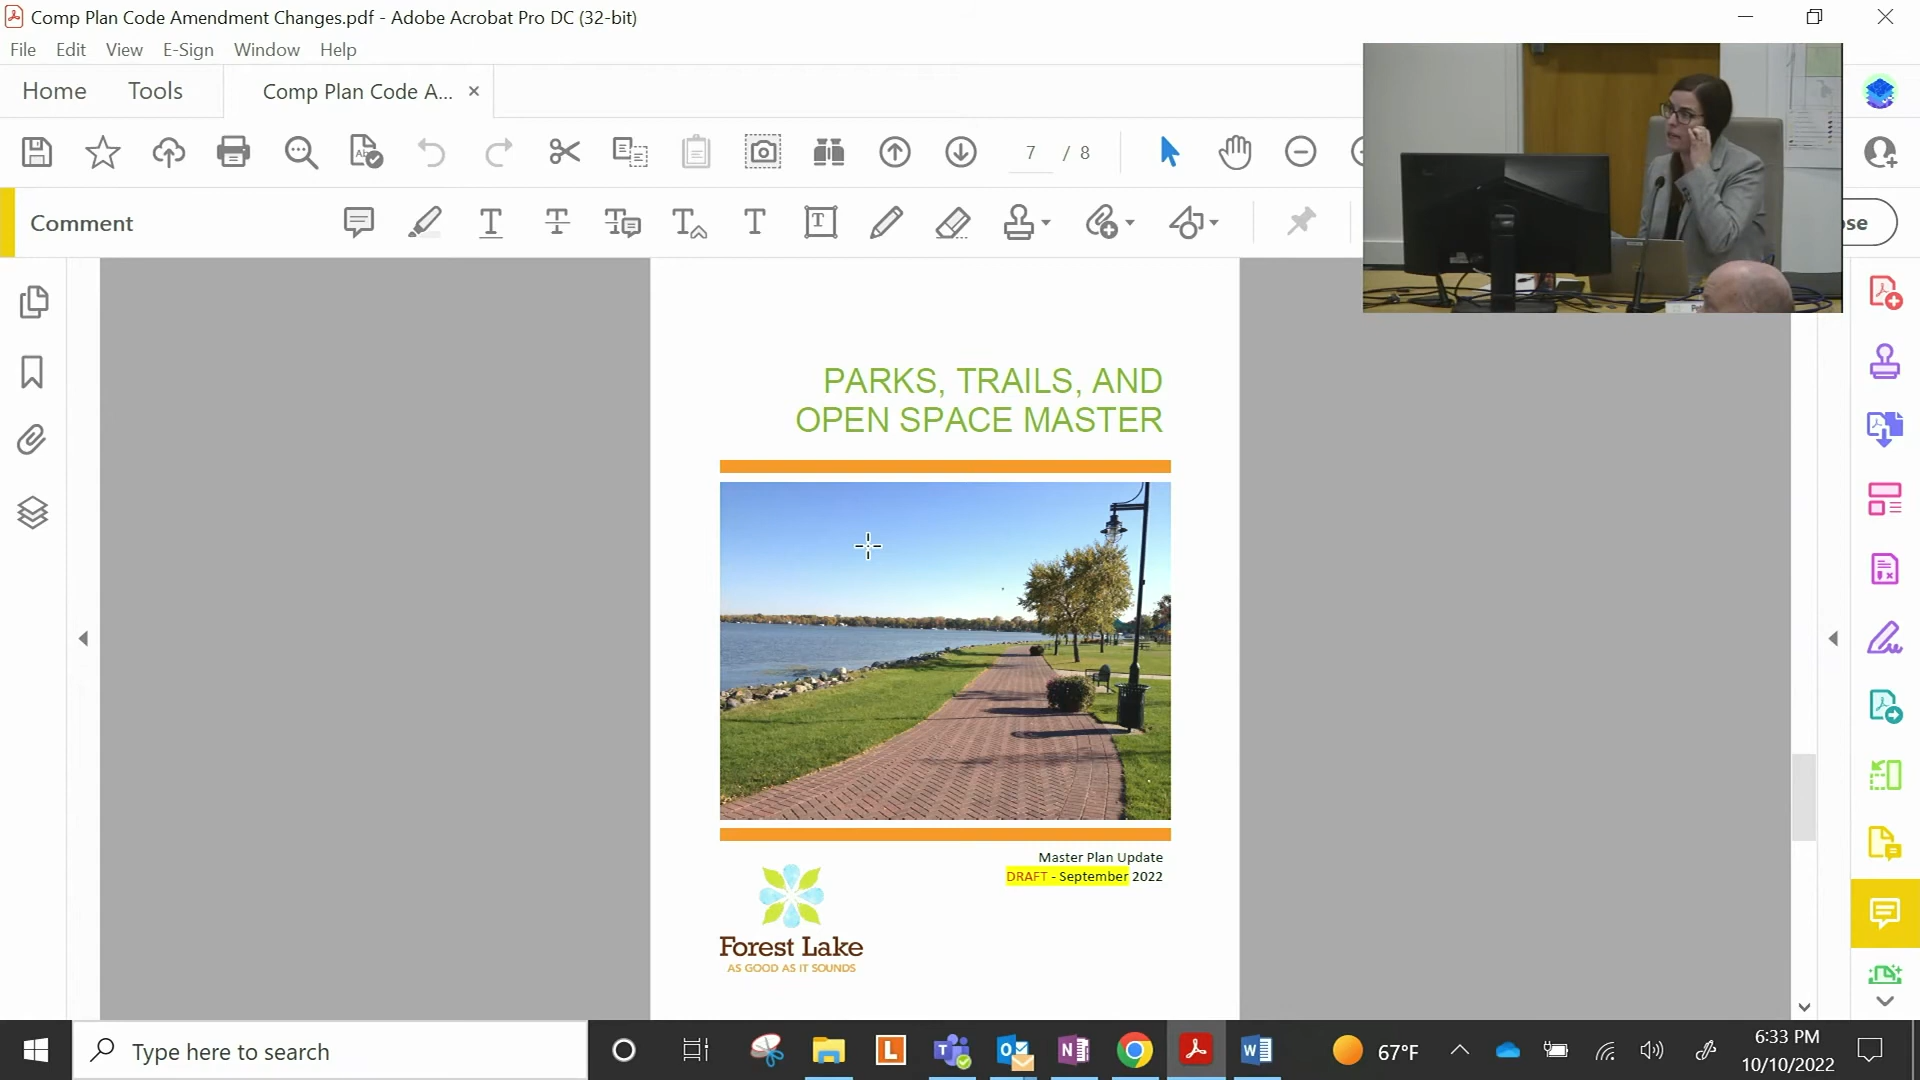 Comp Plan Code Amendment Changes.pdf - Adobe Acrobat Pro DC (32-bit)
File Edit View E-Sign Window Help
Home Tools Comp Plan Code A...
7 / 8
Comment
se
PARKS, TRAILS, AND
OPEN SPACE MASTER
Master Plan Update
DRAFT - September 2022
Forest Lake
AS GOOD AS IT SOUNDS
Type here to search
67°F
6:33 PM
10/10/2022